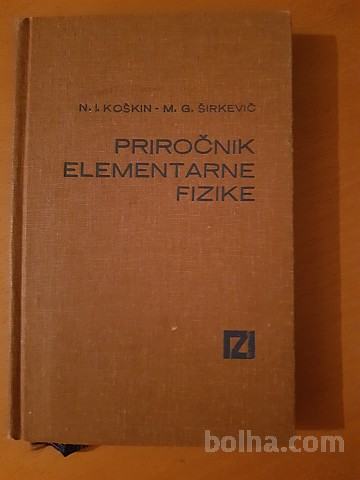 N. I. KOŠKIN - M. G. ŠIRKEVIČ
PRIROČNIK
ELEMENTARNE
FIZIKE
bolha.com